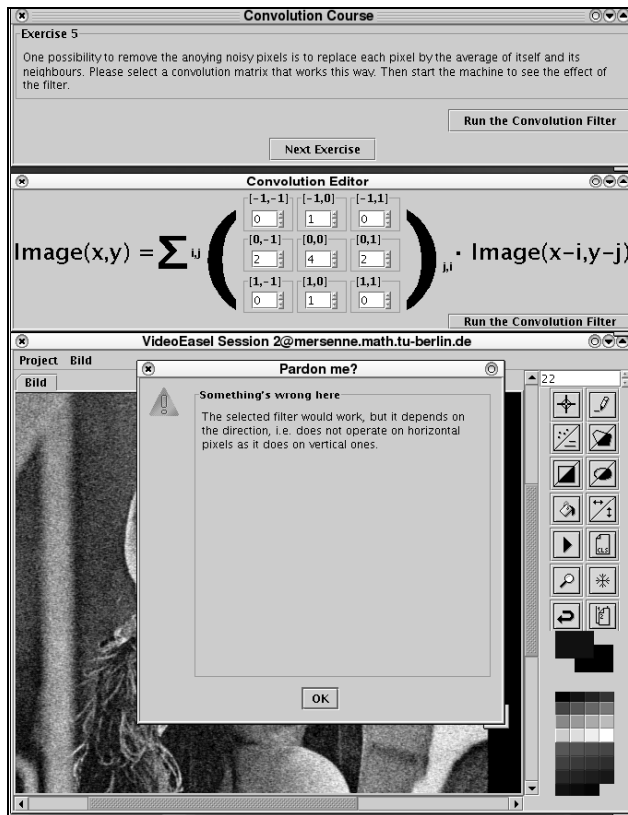 Convolution Course
Exercise 5
One possibility to remove the anoying noisy pixels is to replace each pixel by the average of itself and its
neighbours. Please select a convolution matrix that works this way. Then start the machine to see the effect of
the filter.
Run the Convolution Filter
Next Exercise
Convolution Editor
[-1,-1] [-1,0] [-1,1]
0 1 0
Image(x,y) = Σ i,j ( [0,-1] [0,0] [0,1] ) j,i · Image(x-i,y-j)
2 4 2
[1,-1] [1,0] [1,1]
0 1 0
Run the Convolution Filter
VideoEasel Session 2@mersenne.math.tu-berlin.de
Project Bild
Bild
22
Pardon me?
Something's wrong here
The selected filter would work, but it depends on
the direction, i.e. does not operate on horizontal
pixels as it does on vertical ones.
OK
CLS